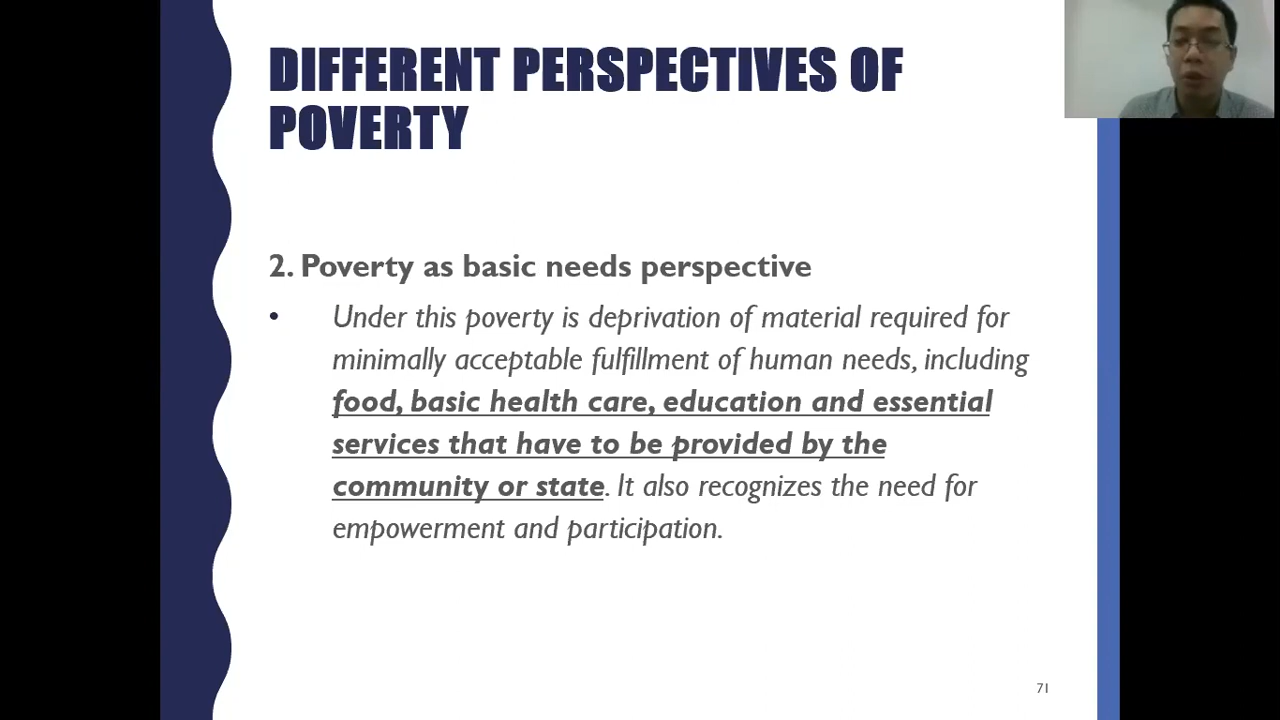 DIFFERENT PERSPECTIVES OF
POVERTY
2. Poverty as basic needs perspective
• Under this poverty is deprivation of material required for
minimally acceptable fulfillment of human needs, including
food, basic health care, education and essential
services that have to be provided by the
community or state. It also recognizes the need for
empowerment and participation.
71